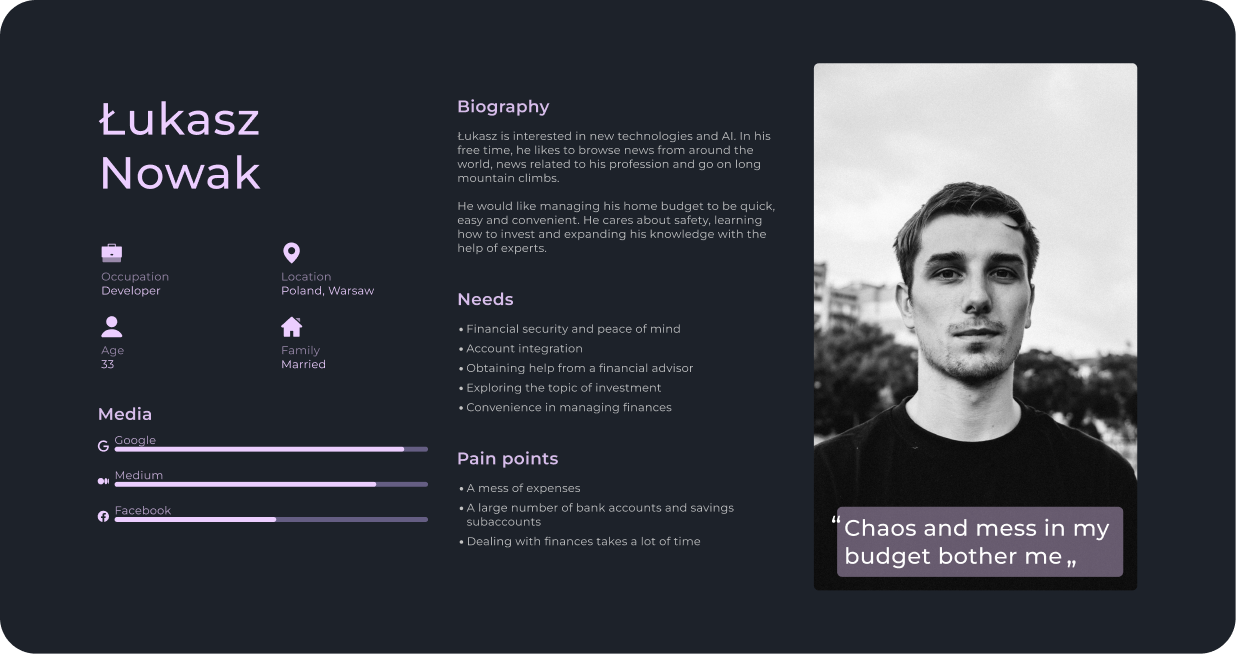 Łukasz
Nowak
Occupation
Developer
Location
Poland, Warsaw
Age
33
Family
Married
Media
Google
Medium
Facebook
Biography
Łukasz is interested in new technologies and AI. In his
free time, he likes to browse news from around the
world, news related to his profession and go on long
mountain climbs.
He would like managing his home budget to be quick,
easy and convenient. He cares about safety, learning
how to invest and expanding his knowledge with the
help of experts.
Needs
• Financial security and peace of mind
• Account integration
• Obtaining help from a financial advisor
• Exploring the topic of investment
• Convenience in managing finances
Pain points
• A mess of expenses
• A large number of bank accounts and savings
subaccounts
• Dealing with finances takes a lot of time
“Chaos and mess in my
budget bother me„